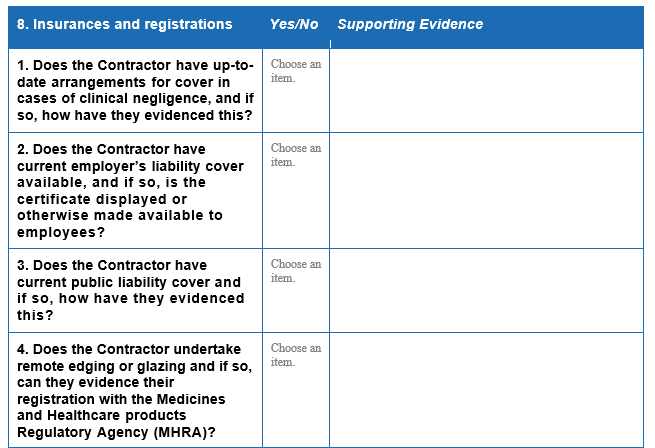 8. Insurances and registrations Yes/No Supporting Evidence
1. Does the Contractor have up-to-
date arrangements for cover in
cases of clinical negligence, and if
so, how have they evidenced this?
Choose an
item.
2. Does the Contractor have
current employer's liability cover
available, and if so, is the
certificate displayed or
otherwise made available to
employees?
Choose an
item.
3. Does the Contractor have
current public liability cover and
if so, how have they evidenced
this?
Choose an
item.
4. Does the Contractor undertake
remote edging or glazing and if so,
can they evidence their
registration with the Medicines
and Healthcare products
Regulatory Agency (MHRA)?
Choose an
item.